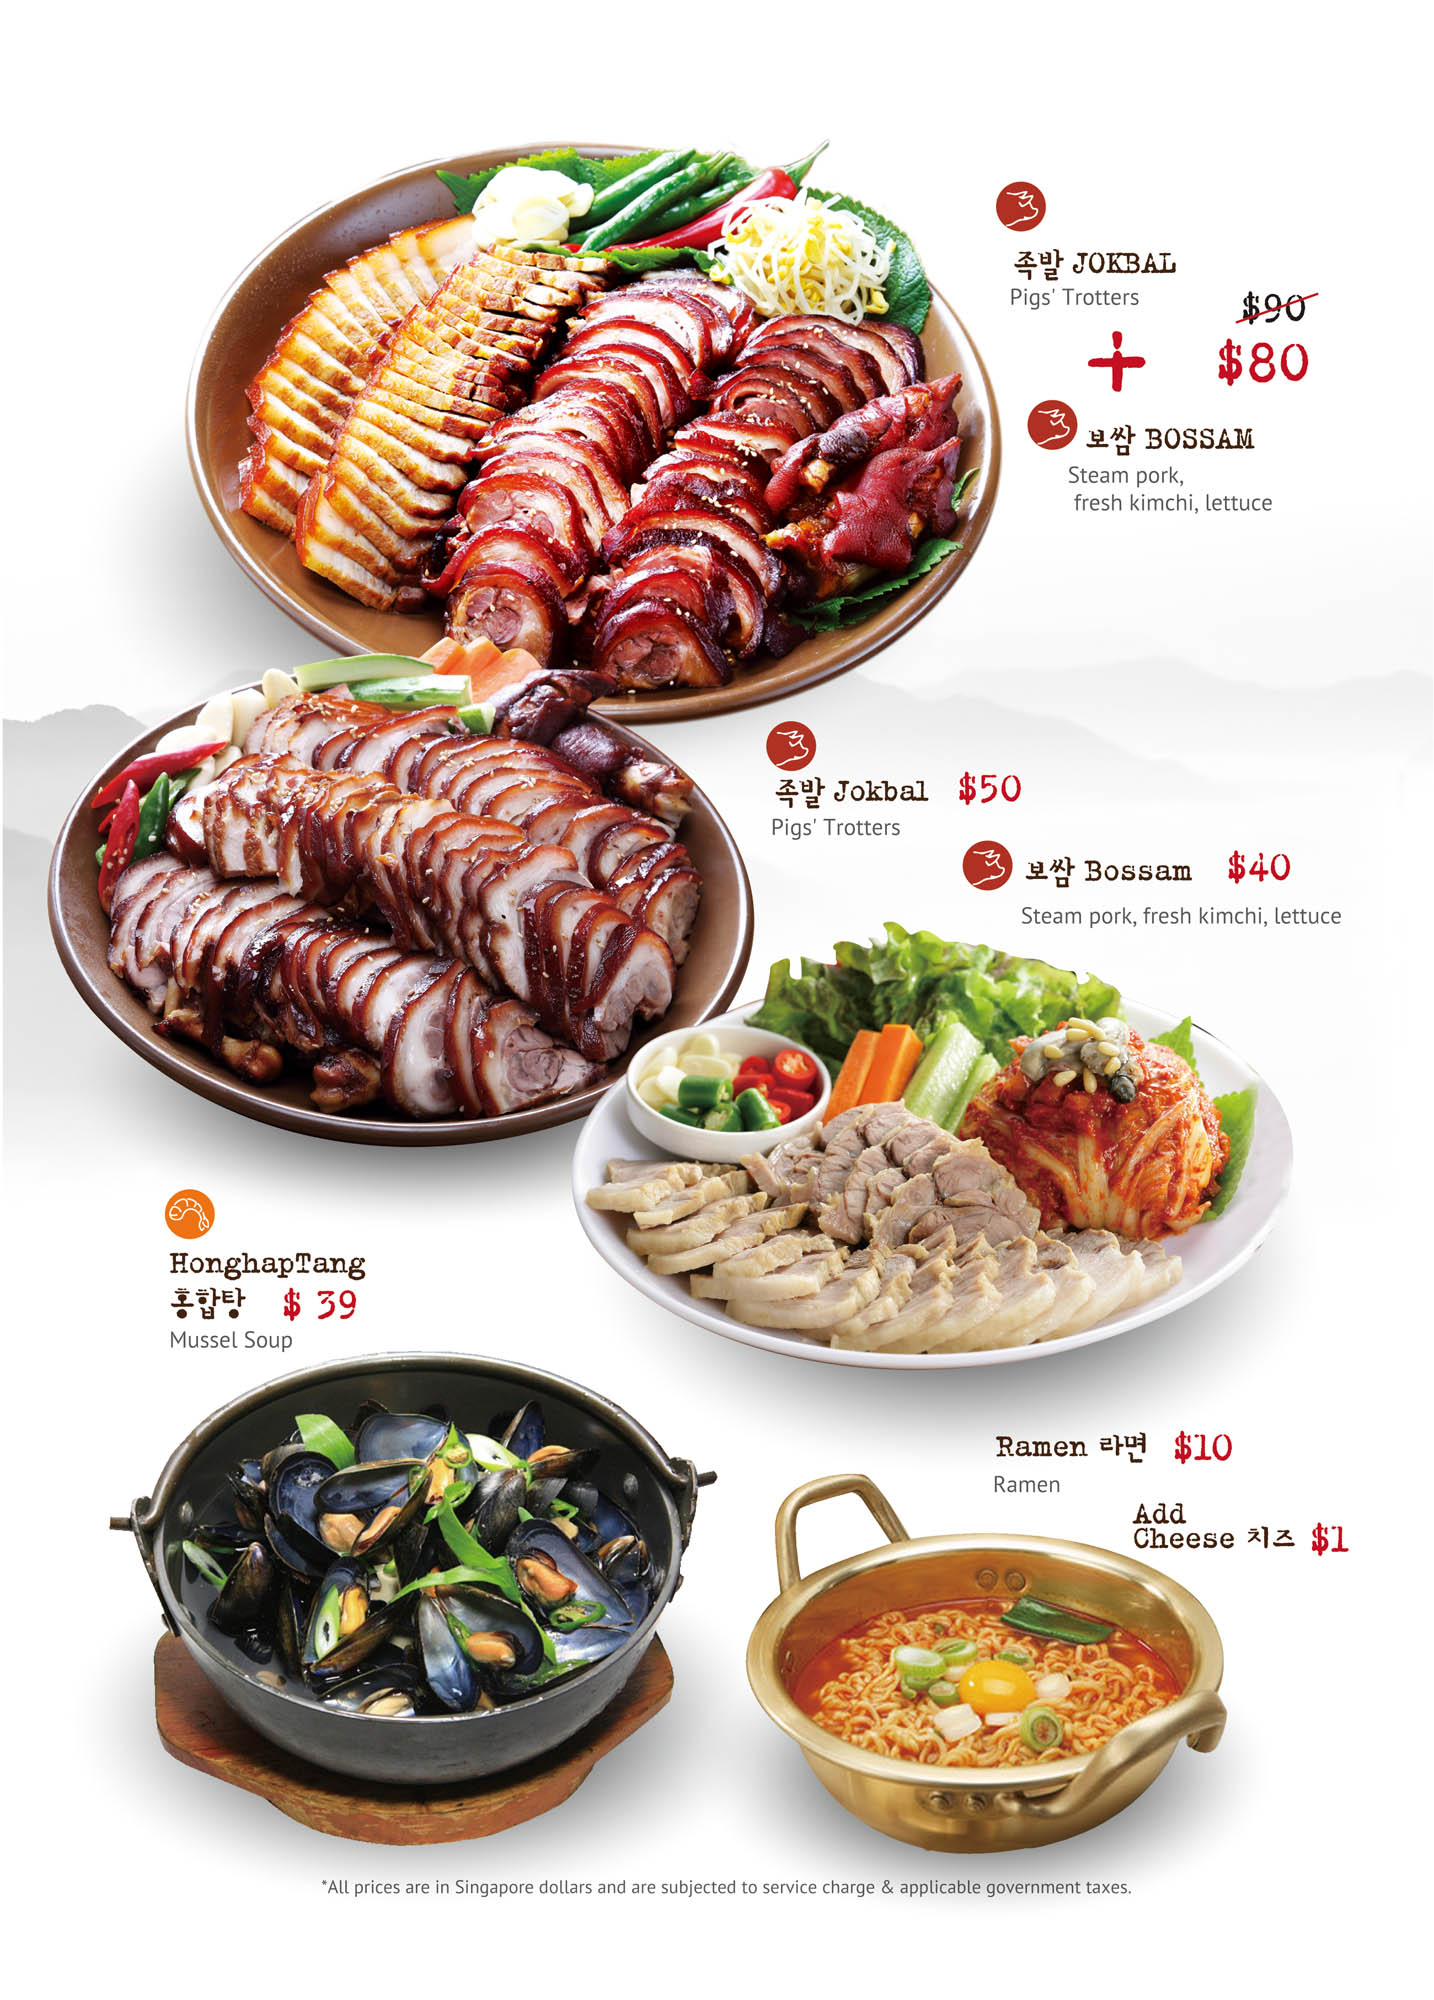 족발 JOKBAL
Pigs' Trotters
$90
+ $80
보쌈 BOSSAM
Steam pork,
fresh kimchi, lettuce
족발 Jokbal $50
Pigs' Trotters
보쌈 Bossam $40
Steam pork, fresh kimchi, lettuce
HonghapTang
홍합탕 $ 39
Mussel Soup
Ramen 라면 $10
Ramen
Add
Cheese 치즈 $1
*All prices are in Singapore dollars and are subjected to service charge & applicable government taxes.